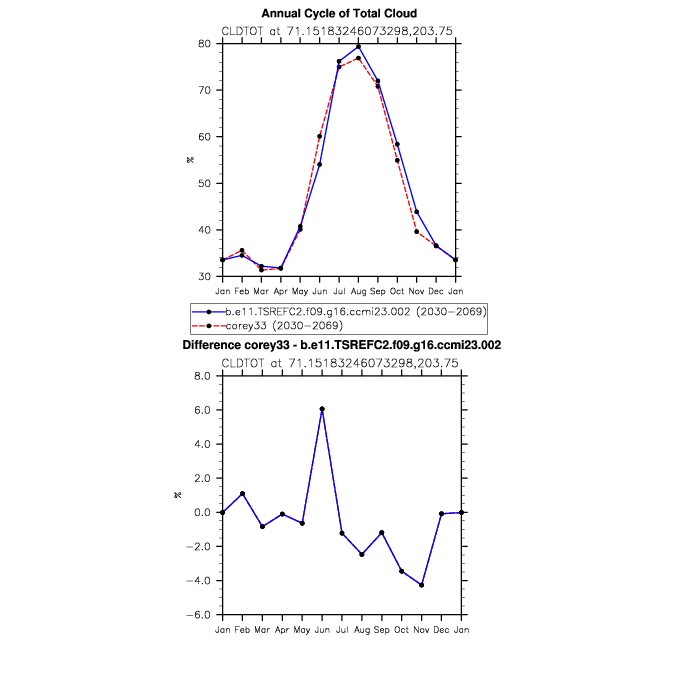 Annual Cycle of Total Cloud
CLDTOT at 71.15183246073298,203.75
80
70
60
50
40
30
%
Jan Feb Mar Apr May Jun Jul Aug Sep Oct Nov Dec Jan
b.e11.TSREFC2.f09.g16.ccmi23.002 (2030-2069)
corey33 (2030-2069)
Difference corey33 - b.e11.TSREFC2.f09.g16.ccmi23.002
CLDTOT at 71.15183246073298,203.75
8.0
6.0
4.0
2.0
0.0
-2.0
-4.0
-6.0
%
Jan Feb Mar Apr May Jun Jul Aug Sep Oct Nov Dec Jan